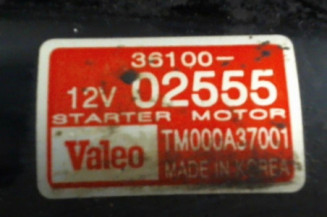 36100-
12V 02555
STARTER MOTOR
Valeo TM000A37001
MADE IN KOREA